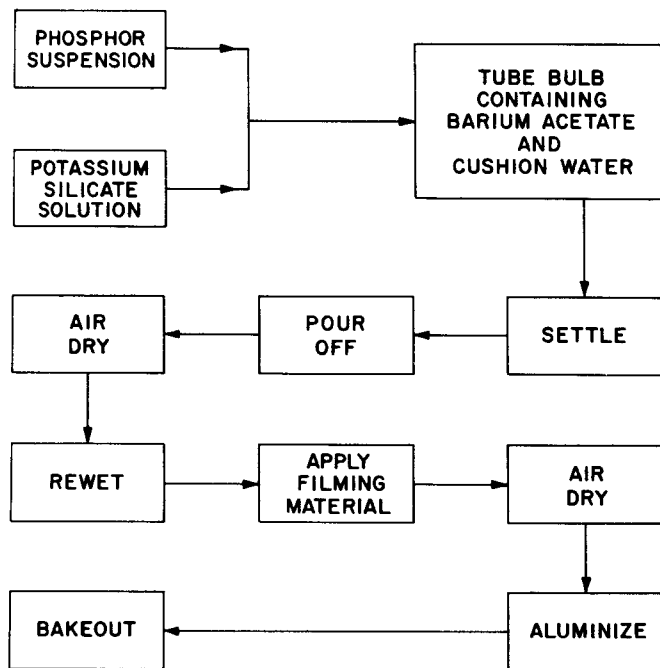 PHOSPHOR
SUSPENSION
POTASSIUM
SILICATE
SOLUTION
TUBE BULB
CONTAINING
BARIUM ACETATE
AND
CUSHION WATER
SETTLE
POUR
OFF
AIR
DRY
REWET
APPLY
FILMING
MATERIAL
AIR
DRY
ALUMINIZE
BAKEOUT